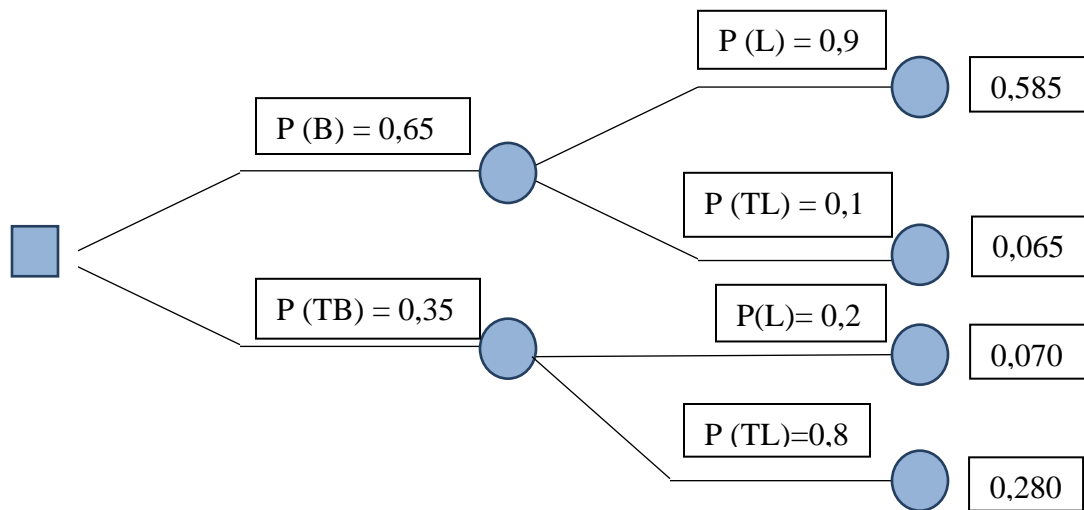 P (L) = 0,9
0,585
P (B) = 0,65
P (TL) = 0,1
0,065
P (TB) = 0,35
P(L)= 0,2
0,070
P (TL)=0,8
0,280